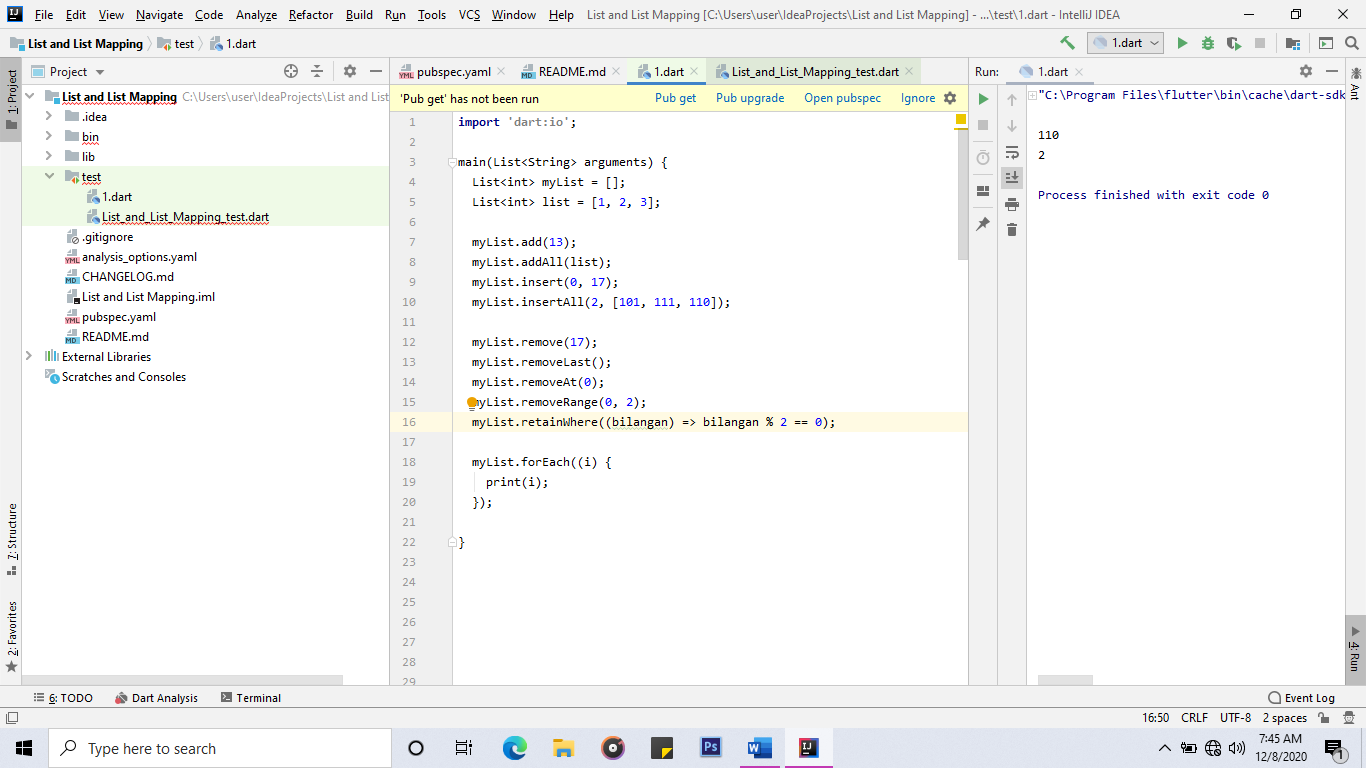 File Edit View Navigate Code Analyze Refactor Build Run Tools VCS Window Help List and List Mapping [C:\Users\user\IdeaProjects\List and List Mapping] - ...\test\1.dart - IntelliJ IDEA
List and List Mapping test 1.dart
1.dart
1: Project
Project
List and List Mapping C:\Users\user\IdeaProjects\List and List
.idea
bin
lib
test
1.dart
List_and_List_Mapping_test.dart
.gitignore
analysis_options.yaml
CHANGELOG.md
List and List Mapping.iml
pubspec.yaml
README.md
External Libraries
Scratches and Consoles
7: Structure
2: Favorites
pubspec.yaml README.md 1.dart List_and_List_Mapping_test.dart
'Pub get' has not been run Pub get Pub upgrade Open pubspec Ignore
1 import 'dart:io';
2
3 main(List<String> arguments) {
4 List<int> myList = [];
5 List<int> list = [1, 2, 3];
6
7 myList.add(13);
8 myList.addAll(list);
9 myList.insert(0, 17);
10 myList.insertAll(2, [101, 111, 110]);
11
12 myList.remove(17);
13 myList.removeLast();
14 myList.removeAt(0);
15 myList.removeRange(0, 2);
16 myList.retainWhere((bilangan) => bilangan % 2 == 0);
17
18 myList.forEach((i) {
19 print(i);
20 });
21
22 }
23
24
25
26
27
28
29
Run: 1.dart
"C:\Program Files\flutter\bin\cache\dart-sdk
110
2
Process finished with exit code 0
Ant
4: Run
6: TODO Dart Analysis Terminal Event Log
16:50 CRLF UTF-8 2 spaces
Type here to search
7:45 AM
12/8/2020
1